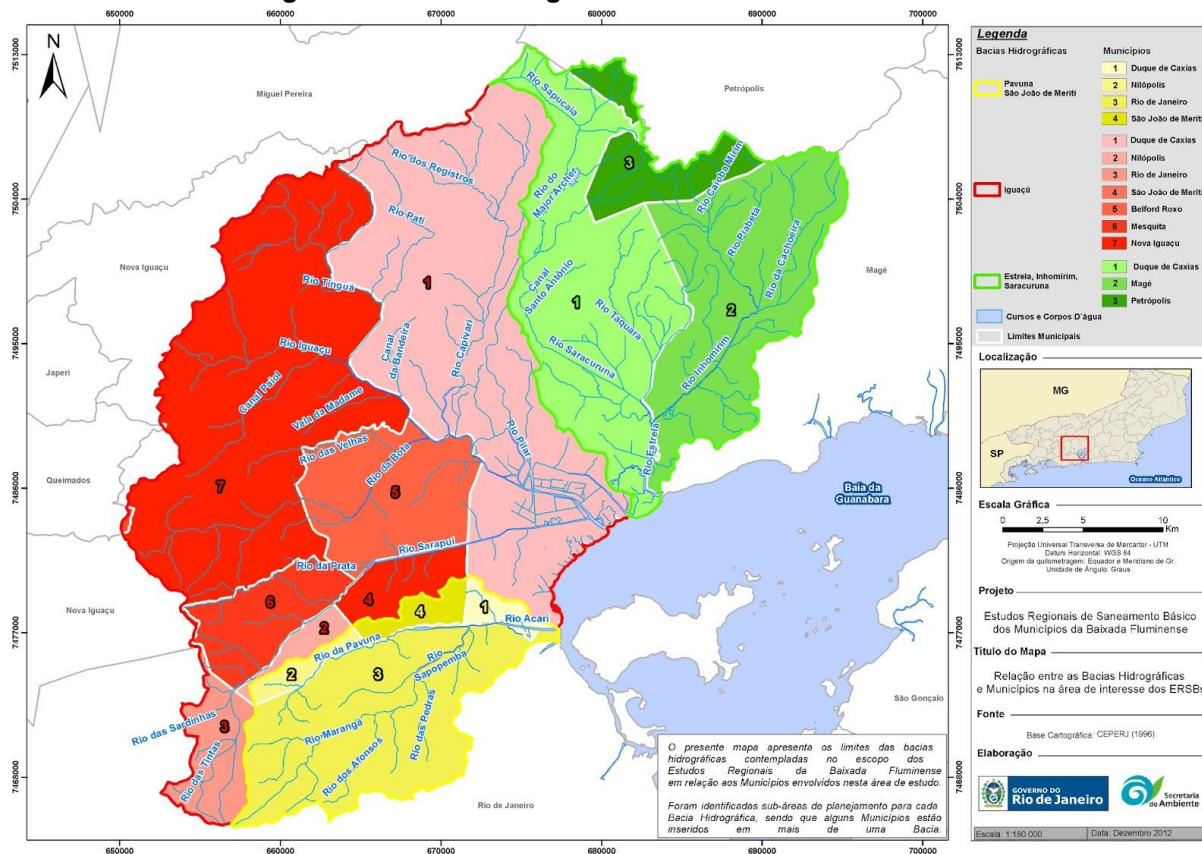 650000 660000 670000 680000 690000 700000
7513000
7504000
7495000
7486000
7477000
7468000
N
Miguel Pereira
Petrópolis
Nova Iguaçu
Magé
Japerí
Queimados
Nova Iguaçu
Rio de Janeiro
São Gonçalo
Rio Sapucaia
Rio dos Registros
Rio do Major Archer
Rio Caioba Mirim
Rio Pati
Rio Piabeta
Rio da Cachoeira
Rio Tinguá
Canal Santo Antônio
Rio Taquara
Rio Iguaçu
Canal da Bandeira
Rio Capivari
Rio Saracuruna
Rio Inhomirim
Canal Paiol
Vala da Madame
Rio das Velhas
Rio da Bota
Rio Pilar
Rio Estrela
Baía da
Guanabara
Rio Sarapuí
Rio da Prata
Rio Acari
Rio da Pavuna
Rio Sapopemba
Rio das Sardinhas
Rio Marangá
Rio das Pedras
Rio das Tintas
Rio dos Afonsos
3
1
1
2
7
5
6
4
4
1
2
2
3
3
O presente mapa apresenta os limites das bacias
hidrográficas contempladas no escopo dos
Estudos Regionais da Baixada Fluminense
em relação aos Municípios envolvidos nesta área de estudo.
Foram identificadas sub-áreas de planejamento para cada
Bacia Hidrográfica, sendo que alguns Municípios estão
inseridos em mais de uma Bacia.
650000 660000 670000 680000 690000 700000
7513000
7504000
7495000
7486000
7477000
7468000
Legenda
Bacias Hidrográficas Municípios
Pavuna
São João de Meriti
1 Duque de Caxias
2 Nilópolis
3 Rio de Janeiro
4 São João de Meriti
Iguaçú
1 Duque de Caxias
2 Nilópolis
3 Rio de Janeiro
4 São João de Meriti
5 Belford Roxo
6 Mesquita
7 Nova Iguaçu
Estrela, Inhomirim,
Saracuruna
1 Duque de Caxias
2 Magé
3 Petrópolis
Cursos e Corpos D'água
Limites Municipais
Localização
MG
SP
Oceano Atlântico
Escala Gráfica
0 2,5 5 10
Km
Projeção Universal Transversa de Mercartor - UTM
Datum Horizontal: WGS 84
Origem da quilometragem: Equador e Meridiano de Gr.
Unidade de Ângulo: Graus
Projeto
Estudos Regionais de Saneamento Básico
dos Municípios da Baixada Fluminense
Título do Mapa
Relação entre as Bacias Hidrográficas
e Municípios na área de interesse dos ERSBs
Fonte
Base Cartográfica: CEPERJ (1996)
Elaboração
GOVERNO DO
Rio de Janeiro
Secretaria
do Ambiente
Escala: 1:180.000 Data: Dezembro 2012